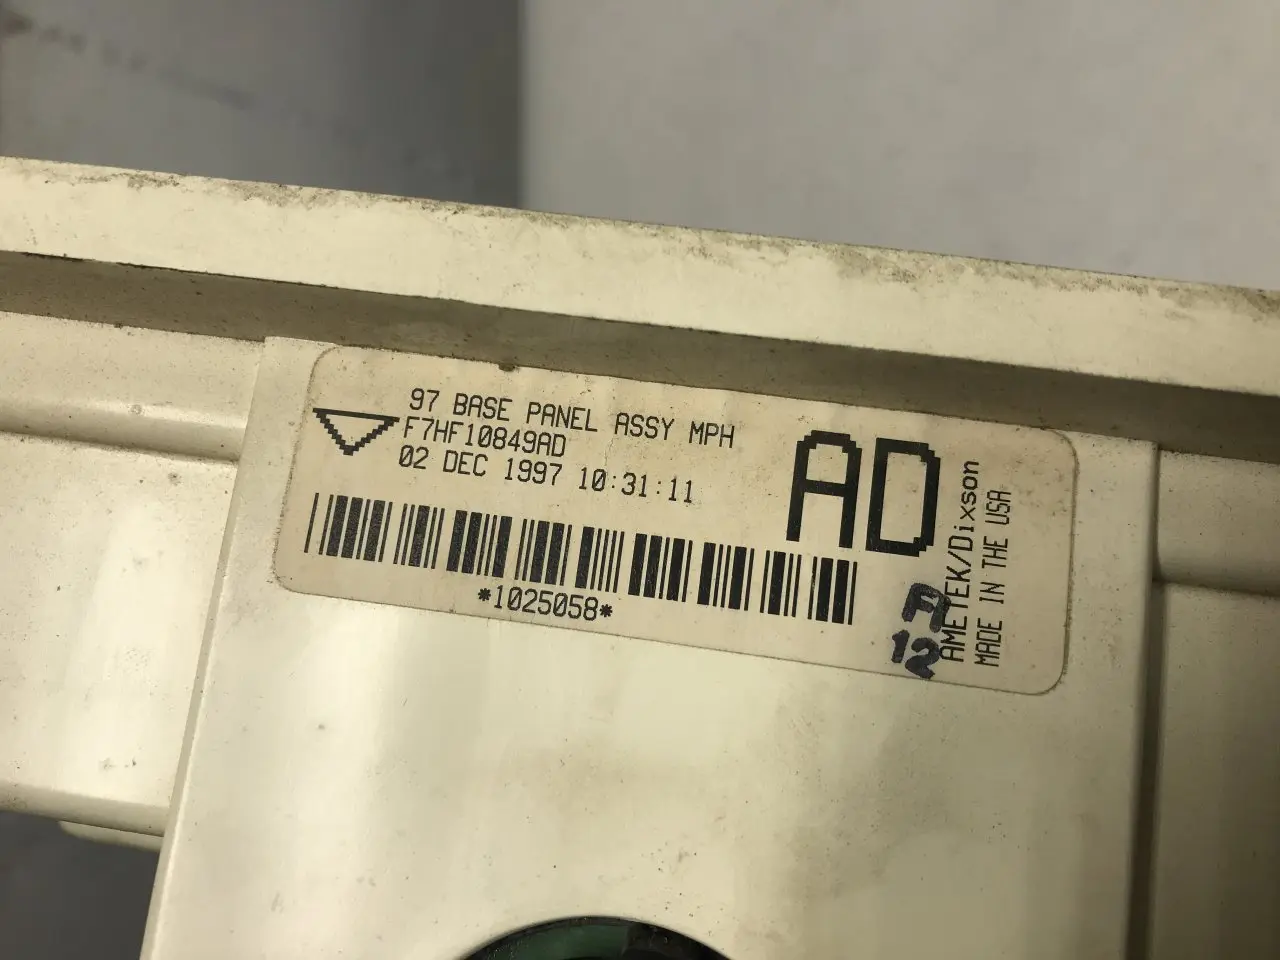 97 BASE PANEL ASSY MPH
F7HF10849AD
02 DEC 1997 10:31:11
*1025058*
AD
AMETEK/Dixson
MADE IN THE USA
12